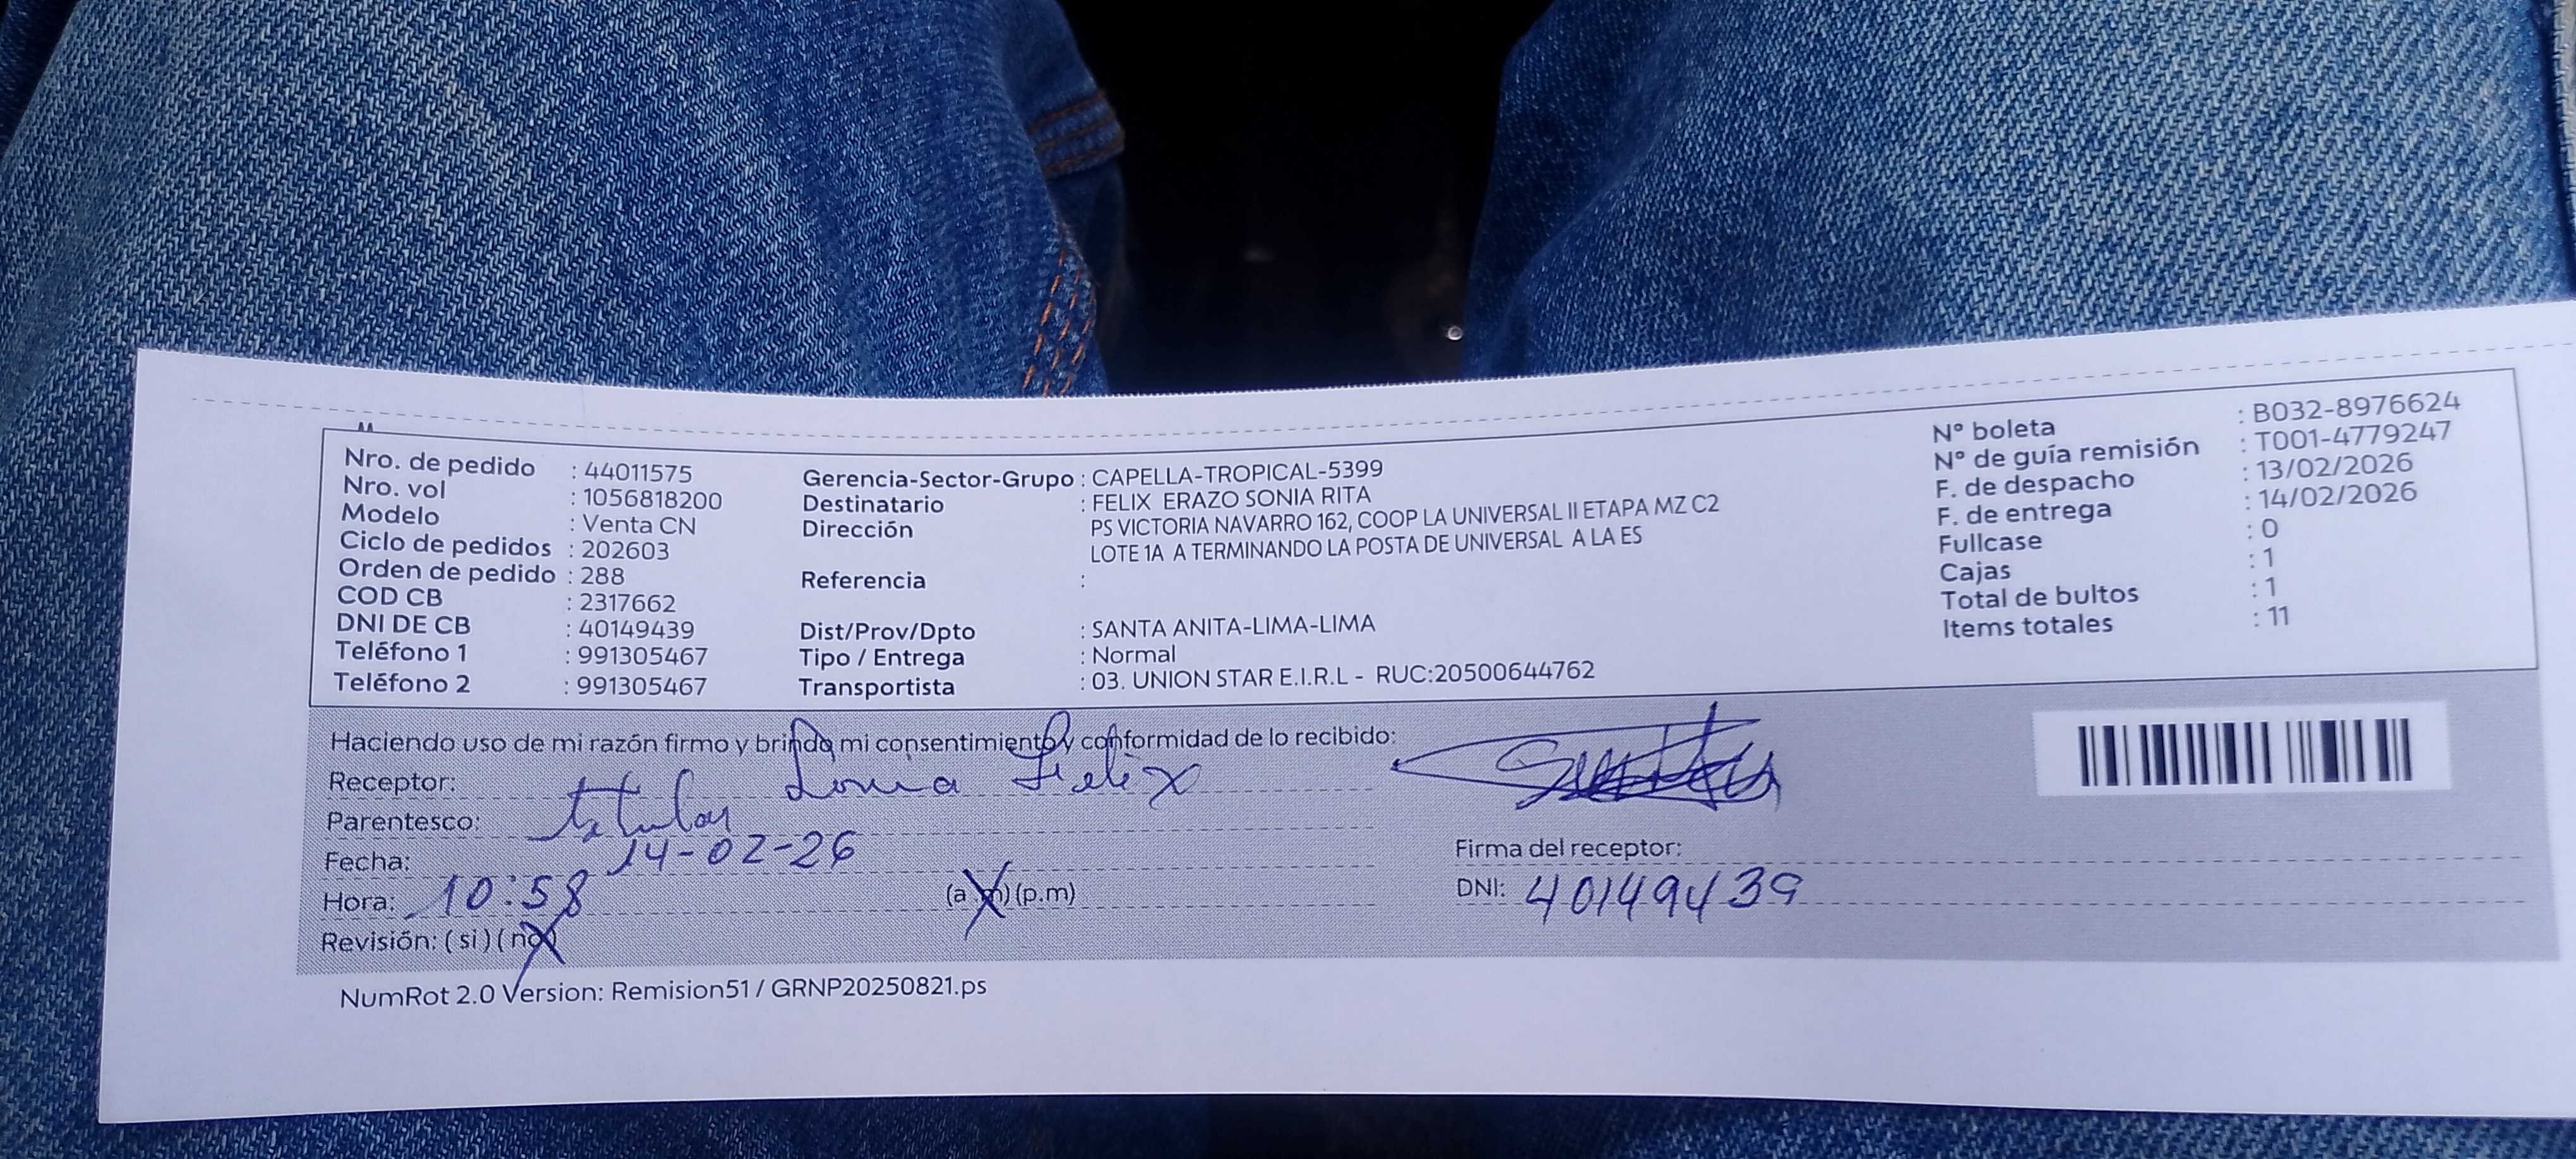 Nro. de pedido : 44011575
Nro. vol : 1056818200
Modelo : Venta CN
Ciclo de pedidos : 202603
Orden de pedido : 288
COD CB : 2317662
DNI DE CB : 40149439
Teléfono 1 : 991305467
Teléfono 2 : 991305467
Gerencia-Sector-Grupo : CAPELLA-TROPICAL-5399
Destinatario : FELIX ERAZO SONIA RITA
Dirección : PS VICTORIA NAVARRO 162, COOP LA UNIVERSAL II ETAPA MZ C2
LOTE 1A A TERMINANDO LA POSTA DE UNIVERSAL A LA ES
Referencia :
Dist/Prov/Dpto : SANTA ANITA-LIMA-LIMA
Tipo / Entrega : Normal
Transportista : 03. UNION STAR E.I.R.L - RUC:20500644762
N° boleta : B032-8976624
N° de guía remisión : T001-4779247
F. de despacho : 13/02/2026
F. de entrega : 14/02/2026
Fullcase : 0
Cajas : 1
Total de bultos : 1
Items totales : 11
Haciendo uso de mi razón firmo y brindo mi consentimiento y conformidad de lo recibido:
Receptor: Sonia Felix
Parentesco: titular
Fecha: 14-02-26
Hora: 10:58 (a.m) (p.m)
Revisión: (si) (no)
Firma del receptor:
DNI: 40149439
NumRot 2.0 Version: Remision51 / GRNP20250821.ps